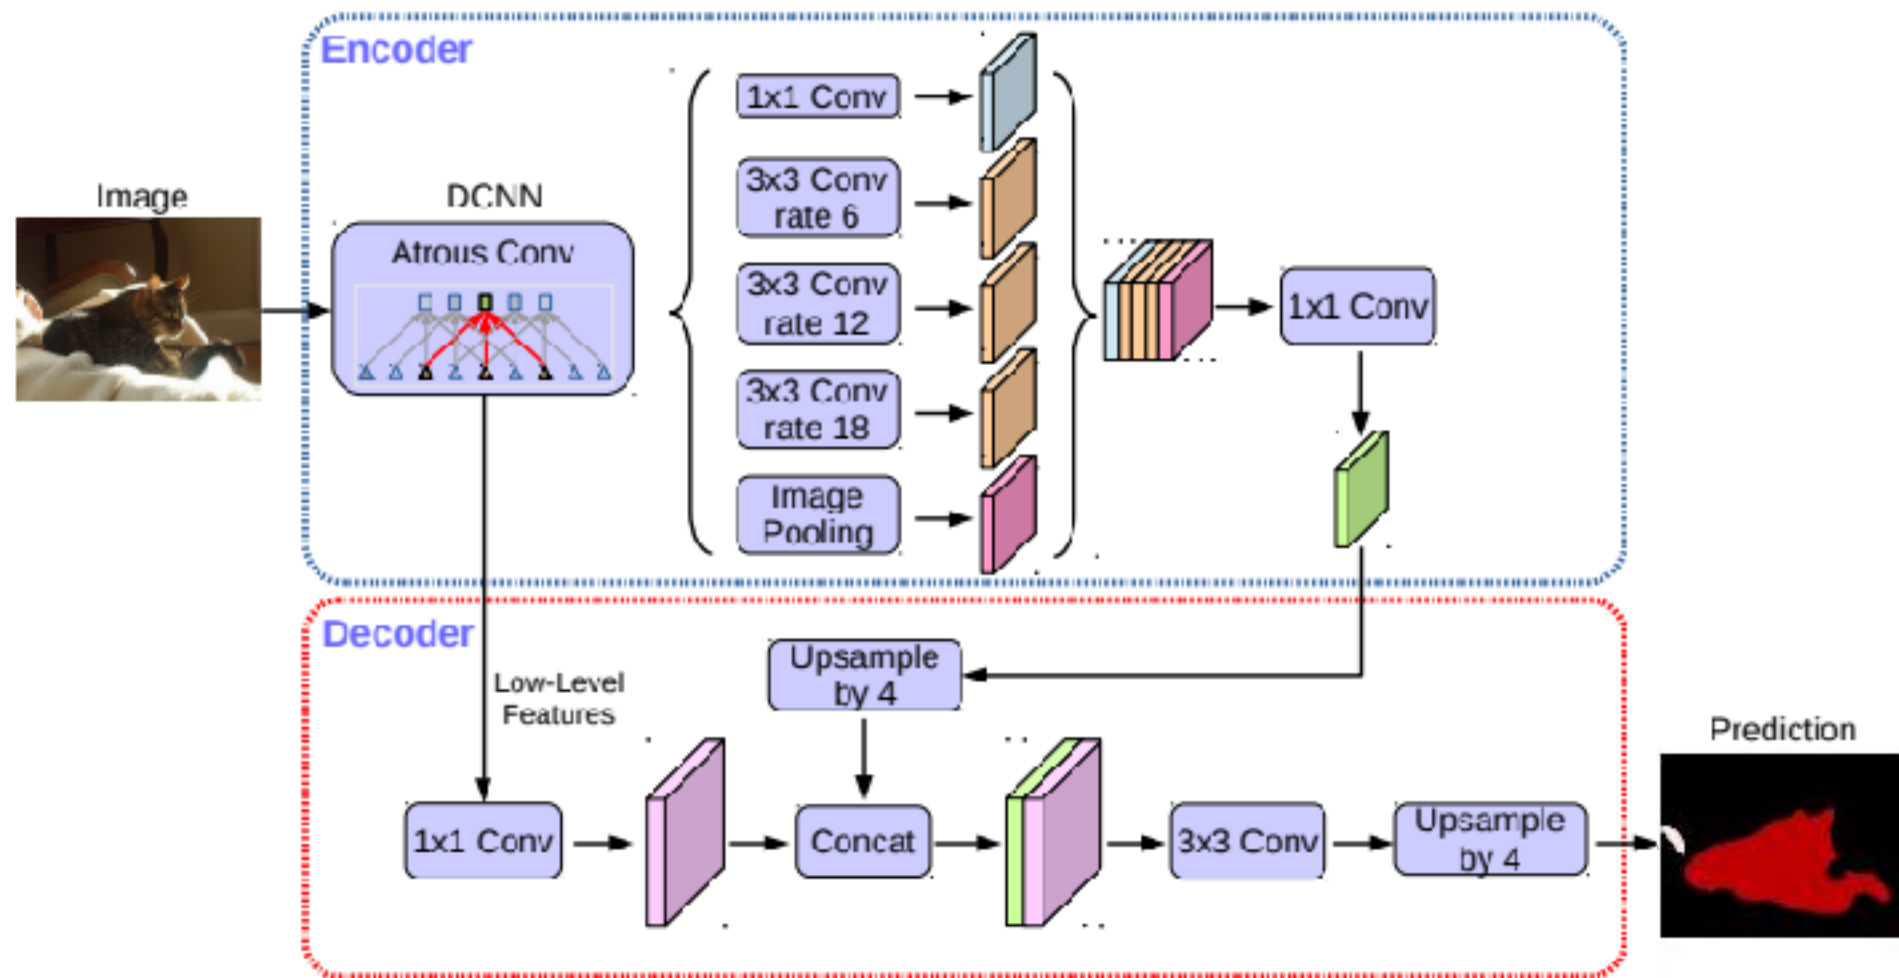 Encoder
Image
DCNN
Atrous Conv
1x1 Conv
3x3 Conv
rate 6
3x3 Conv
rate 12
3x3 Conv
rate 18
Image
Pooling
1x1 Conv
Decoder
Low-Level
Features
Upsample
by 4
1x1 Conv
Concat
3x3 Conv
Upsample
by 4
Prediction